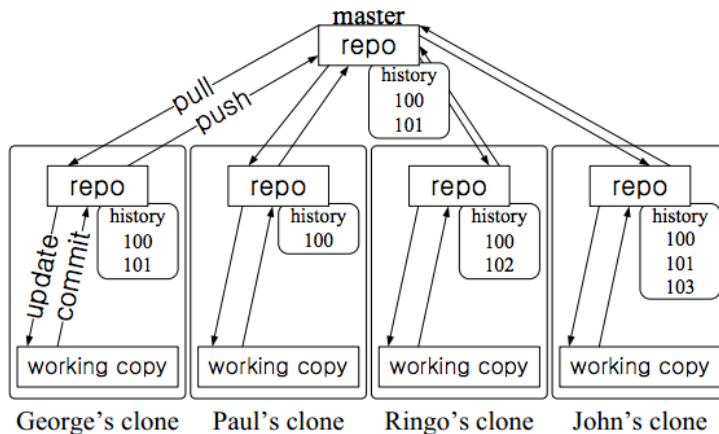 master
repo
history
100
101
pull
push
repo
history
100
101
update
commit
working copy
George's clone
repo
history
100
working copy
Paul's clone
repo
history
100
102
working copy
Ringo's clone
repo
history
100
101
103
working copy
John's clone